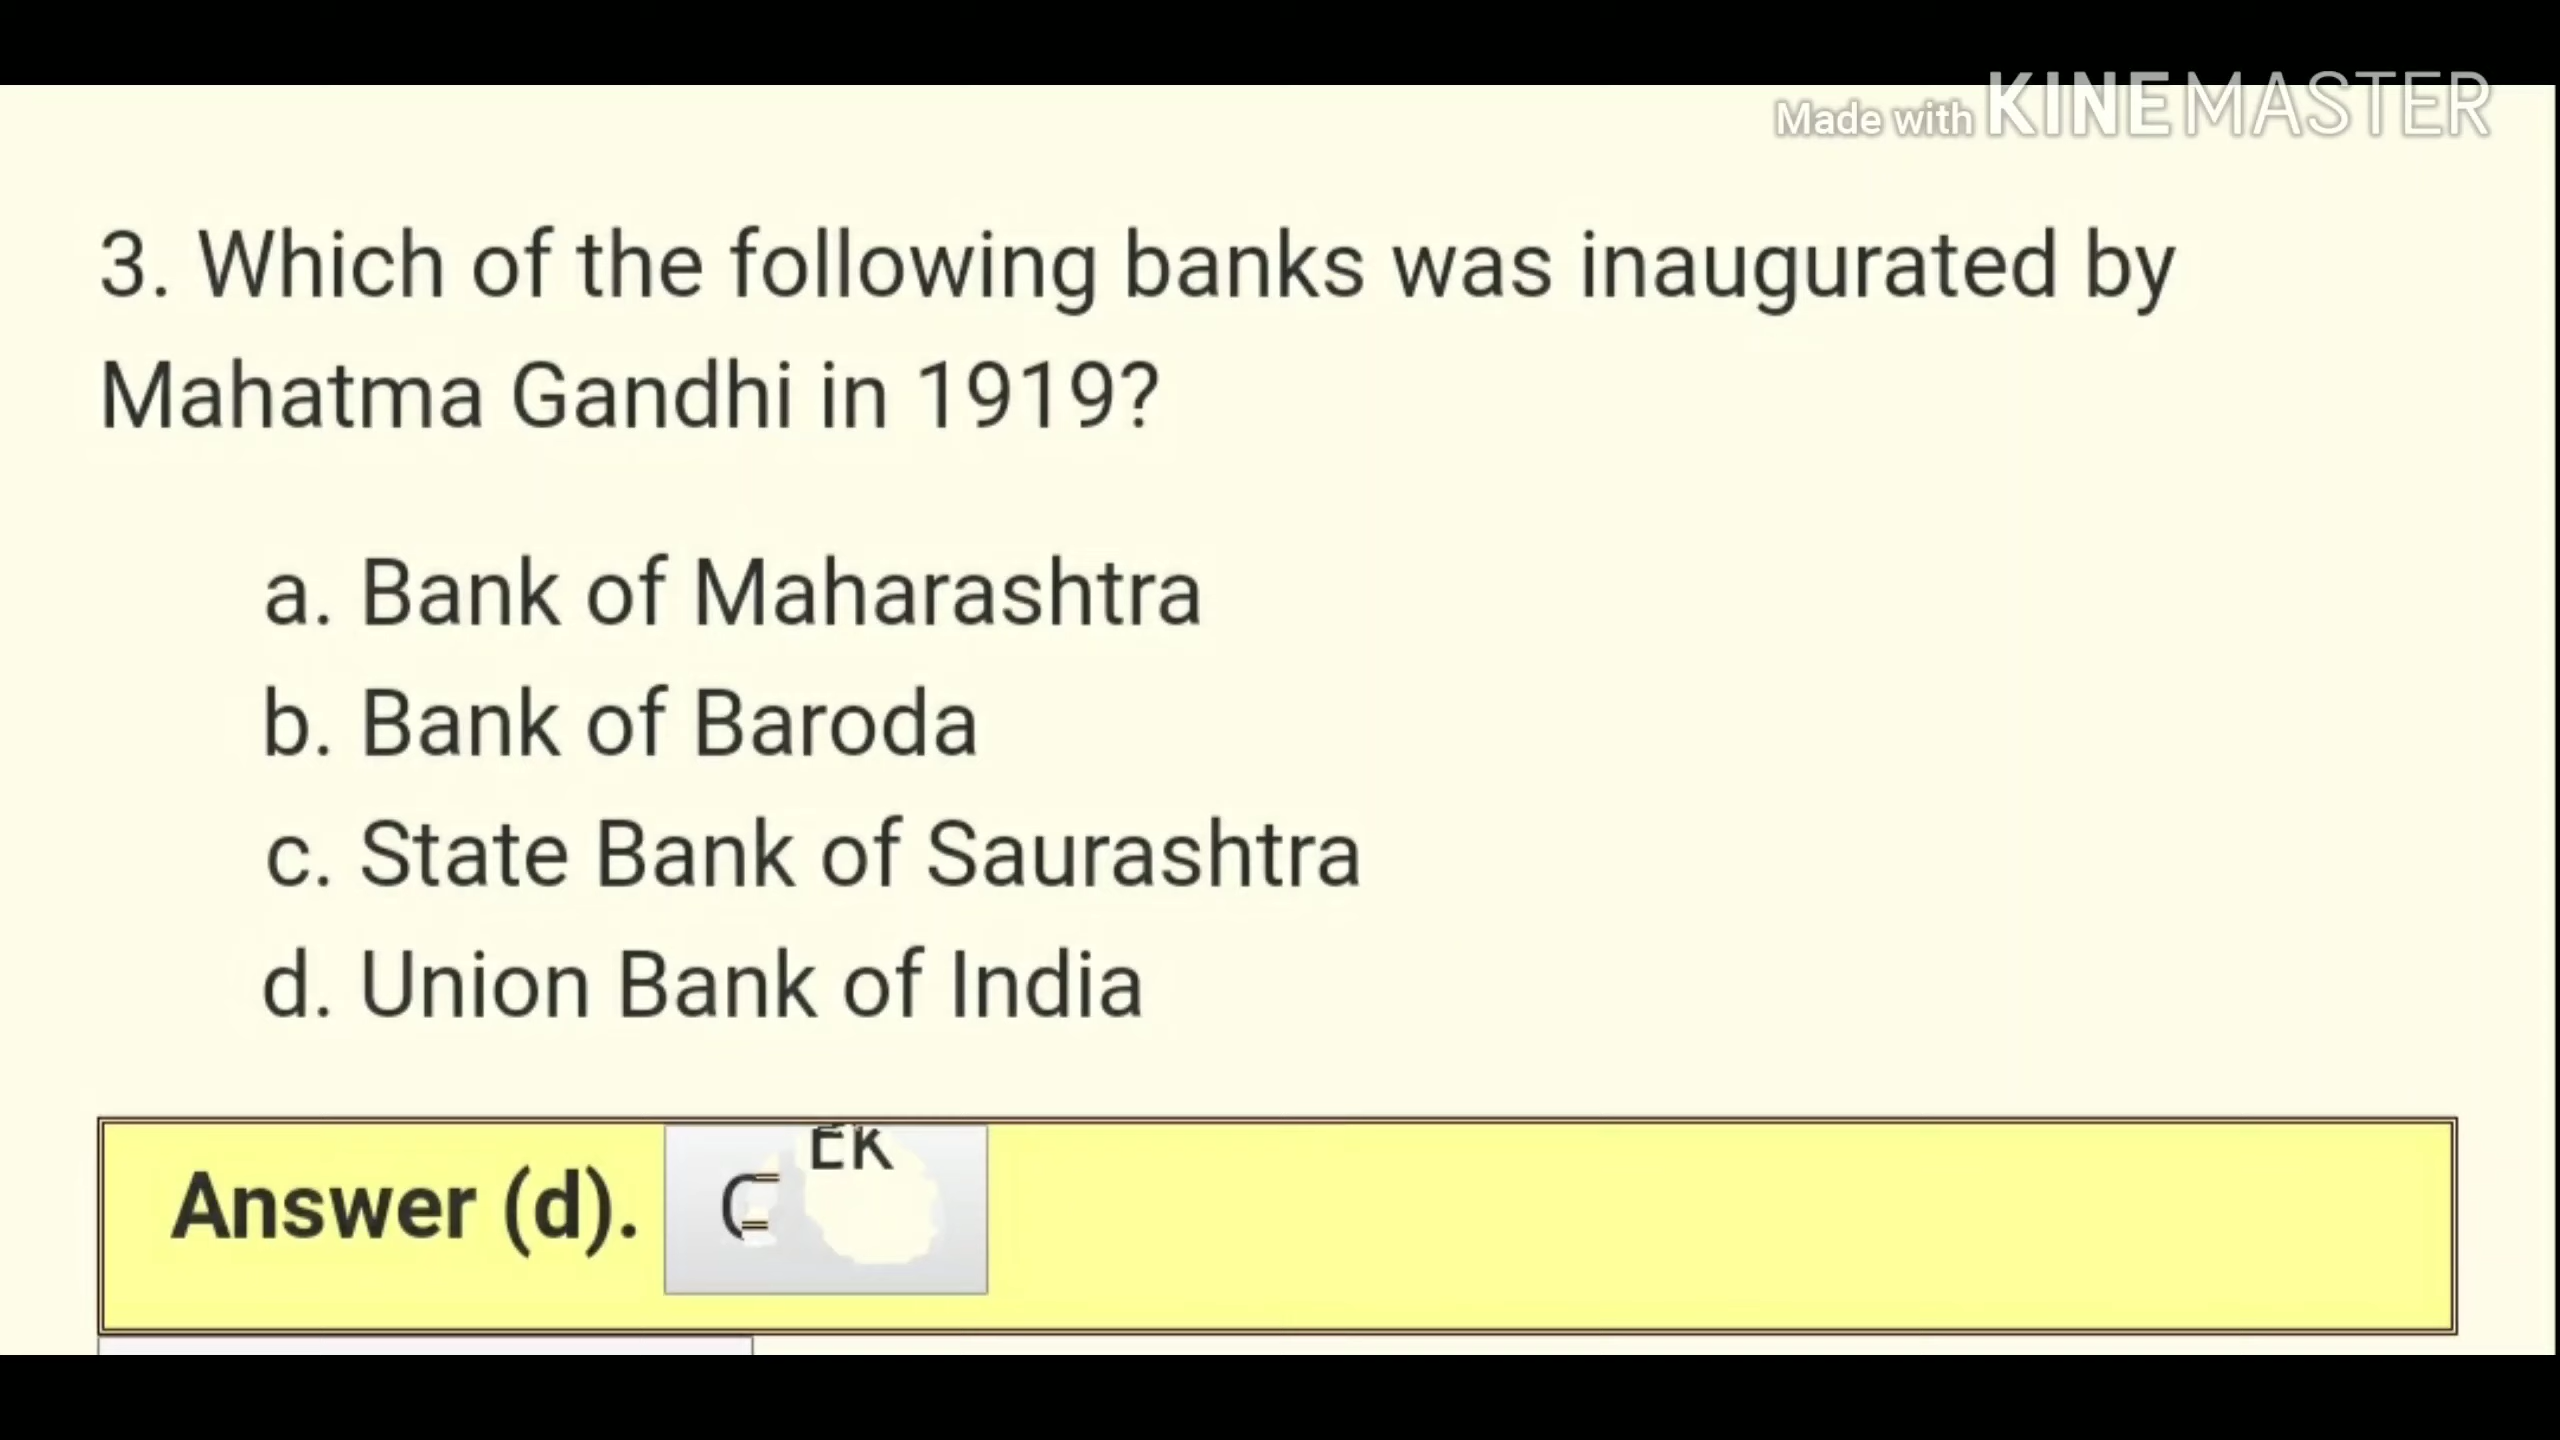 Made with KINEMASTER
3. Which of the following banks was inaugurated by
Mahatma Gandhi in 1919?
a. Bank of Maharashtra
b. Bank of Baroda
c. State Bank of Saurashtra
d. Union Bank of India
Answer (d).